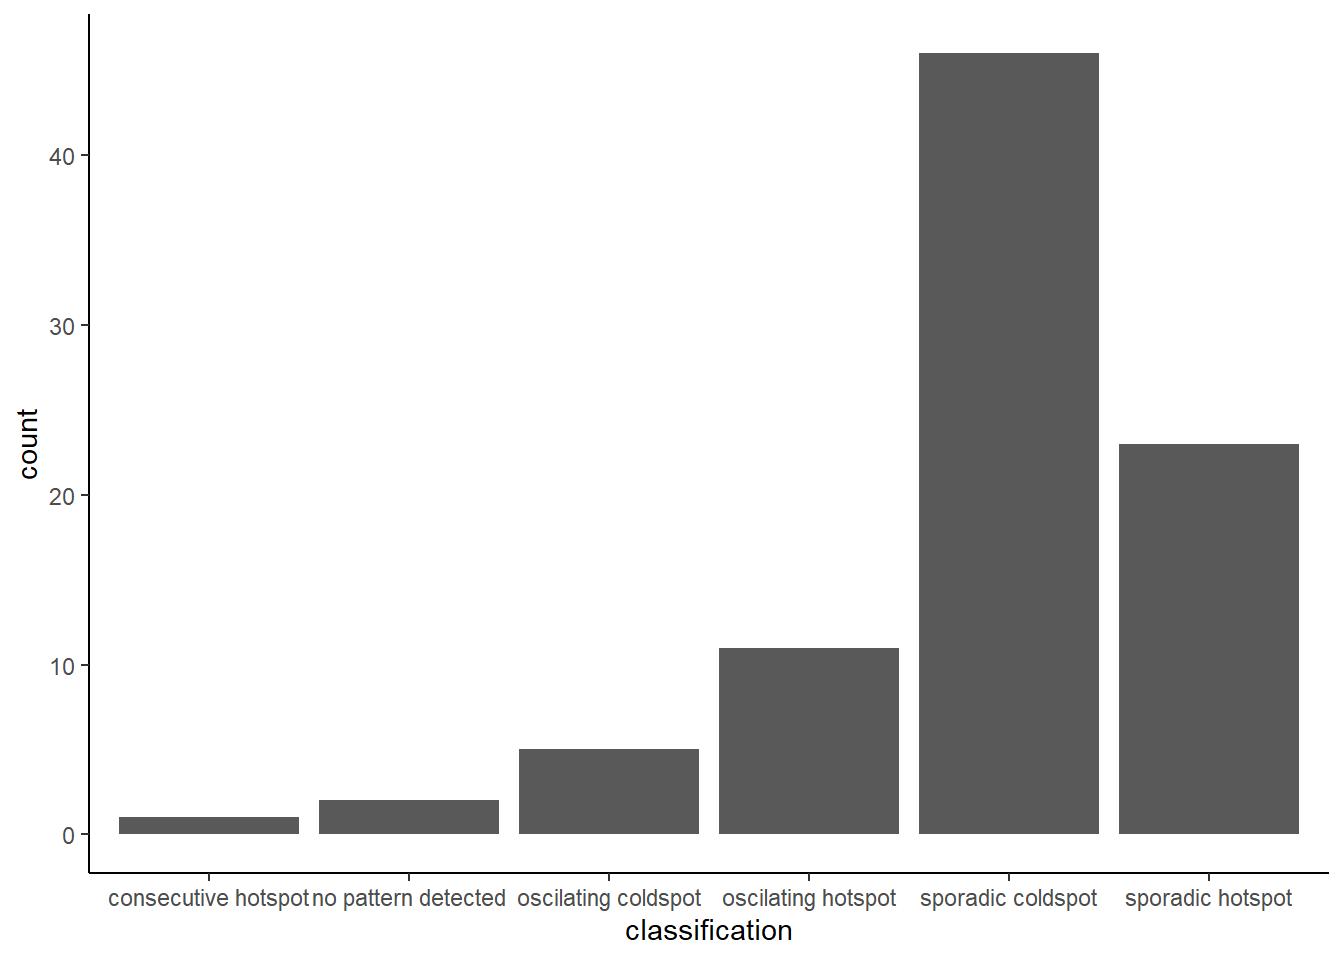 count
40
30
20
10
0
consecutive hotspot no pattern detected oscilating coldspot oscilating hotspot sporadic coldspot sporadic hotspot
classification